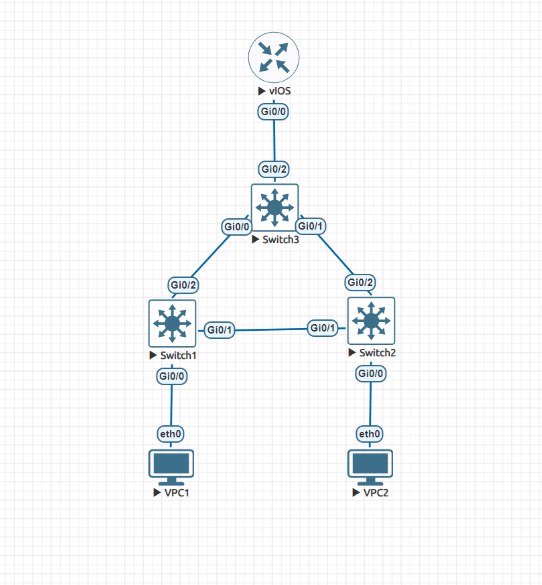 vIOS
Gi0/0
Gi0/2
Gi0/0
Gi0/1
Switch3
Gi0/2
Gi0/2
Gi0/1
Gi0/1
Switch1
Switch2
Gi0/0
Gi0/0
eth0
eth0
VPC1
VPC2